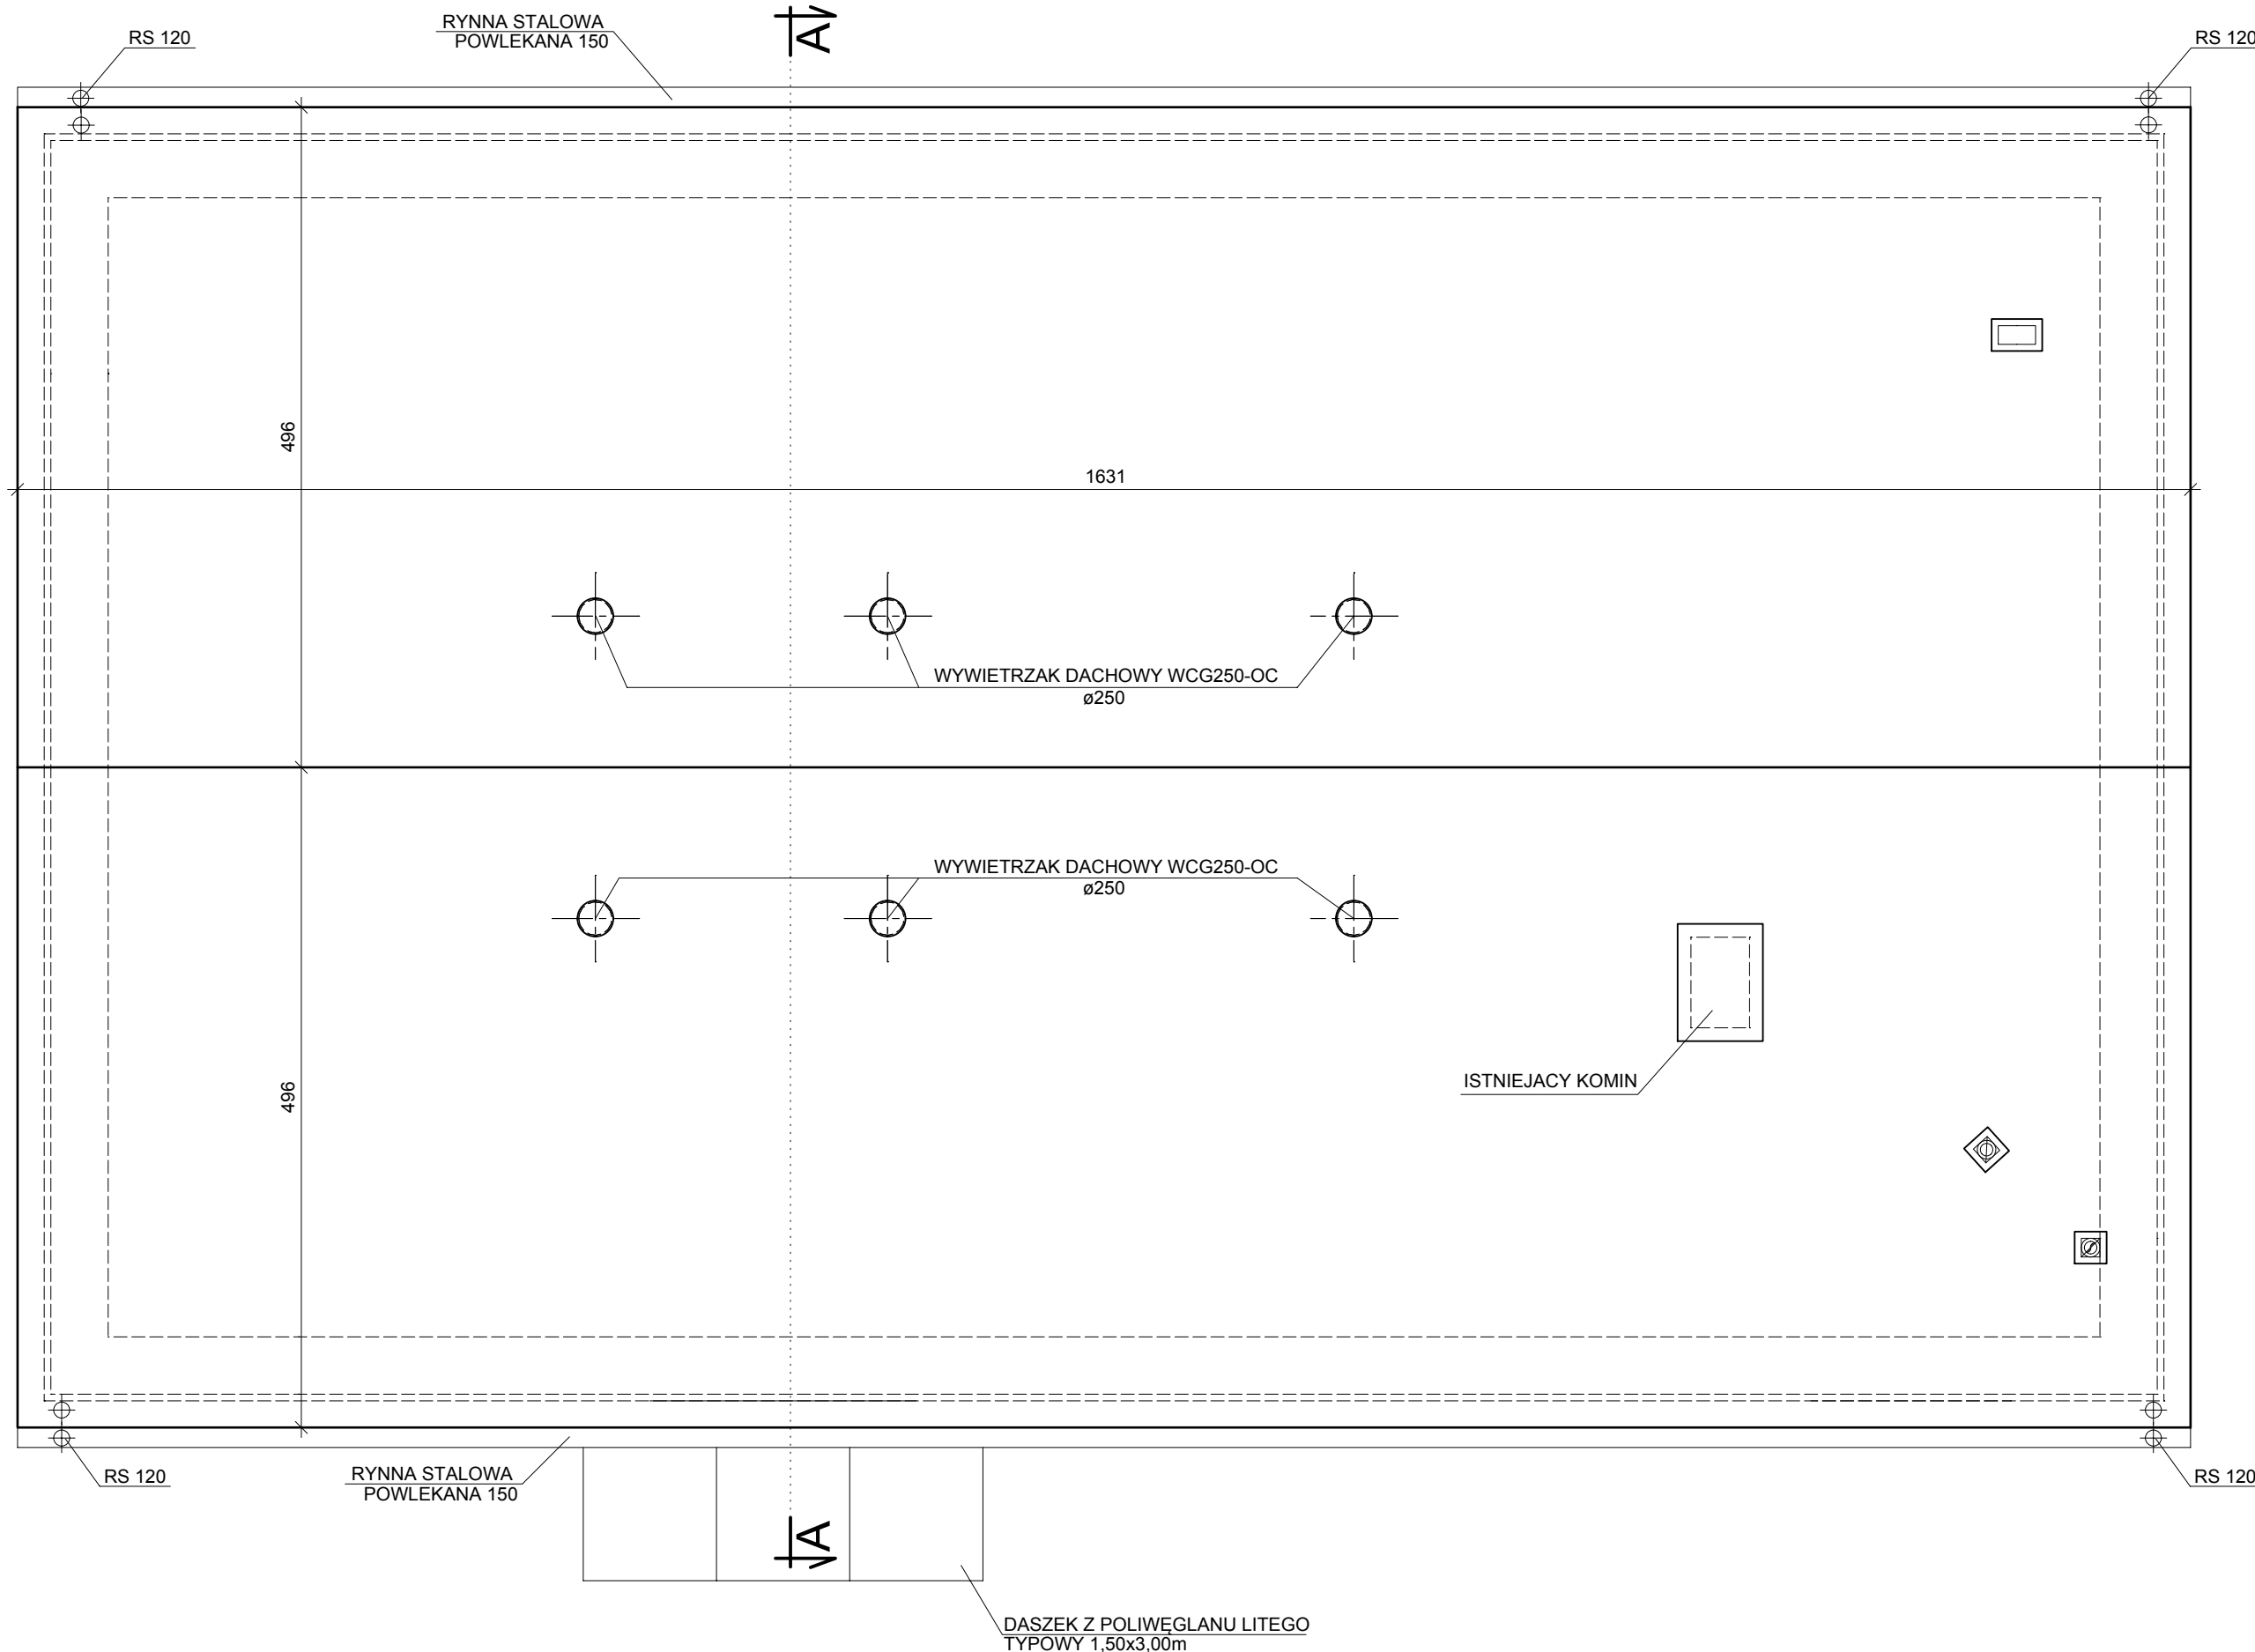 RYNNA STALOWA
POWLEKANA 150
A
RS 120
RS 120
496
1631
WYWIETRZAK DACHOWY WCG250-OC
ø250
WYWIETRZAK DACHOWY WCG250-OC
ø250
496
ISTNIEJACY KOMIN
RS 120
RYNNA STALOWA
POWLEKANA 150
RS 120
A
DASZEK Z POLIWĘGLANU LITEGO
TYPOWY 1,50x3,00m